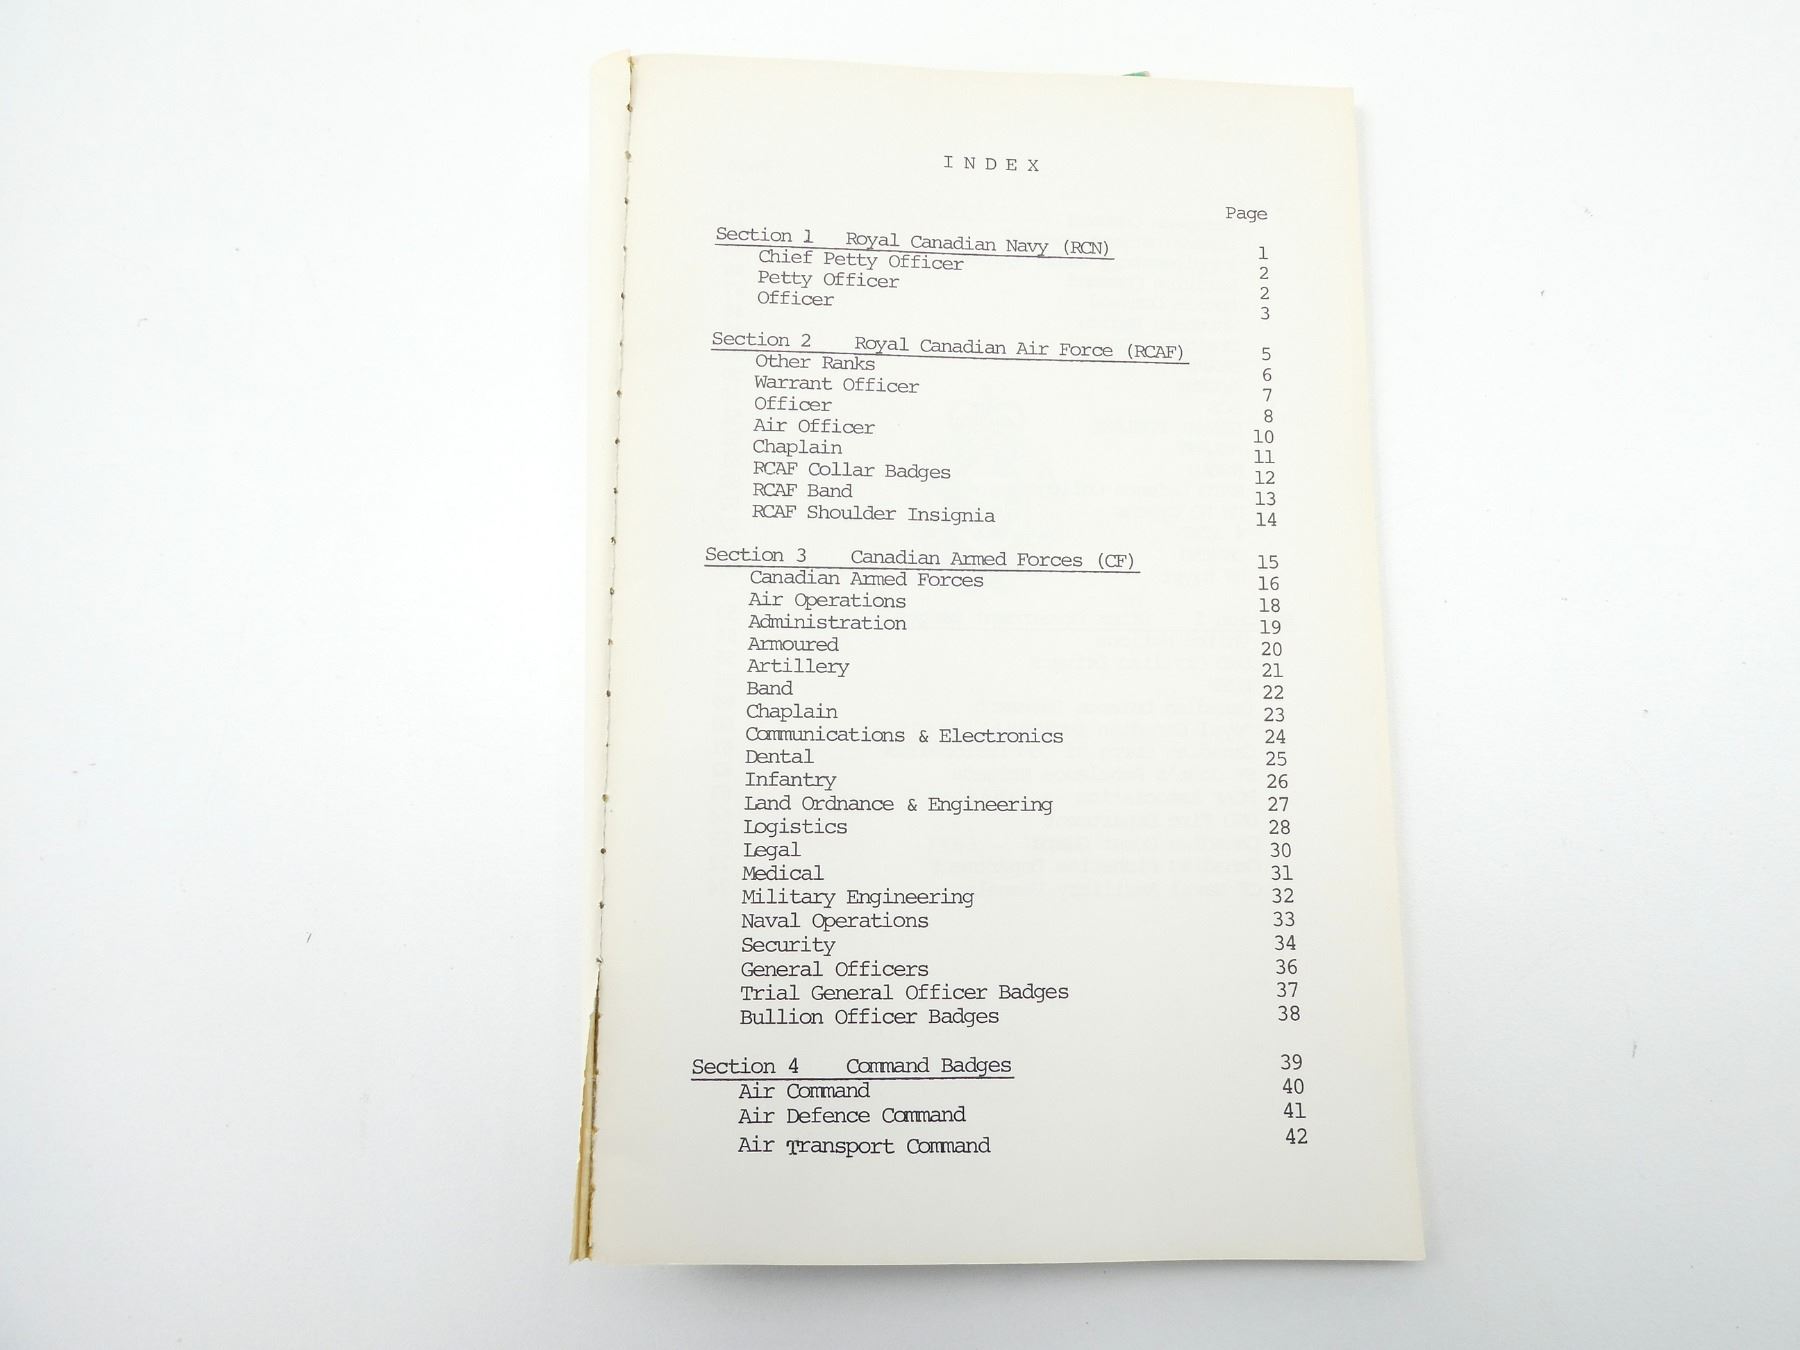 INDEX
Page
Section 1 Royal Canadian Navy (RCN) 1
Chief Petty Officer 2
Petty Officer 2
Officer 3
Section 2 Royal Canadian Air Force (RCAF) 5
Other Ranks 6
Warrant Officer 7
Officer 8
Air Officer 10
Chaplain 11
RCAF Collar Badges 12
RCAF Band 13
RCAF Shoulder Insignia 14
Section 3 Canadian Armed Forces (CF) 15
Canadian Armed Forces 16
Air Operations 18
Administration 19
Armoured 20
Artillery 21
Band 22
Chaplain 23
Communications & Electronics 24
Dental 25
Infantry 26
Land Ordnance & Engineering 27
Logistics 28
Legal 30
Medical 31
Military Engineering 32
Naval Operations 33
Security 34
General Officers 36
Trial General Officer Badges 37
Bullion Officer Badges 38
Section 4 Command Badges 39
Air Command 40
Air Defence Command 41
Air Transport Command 42